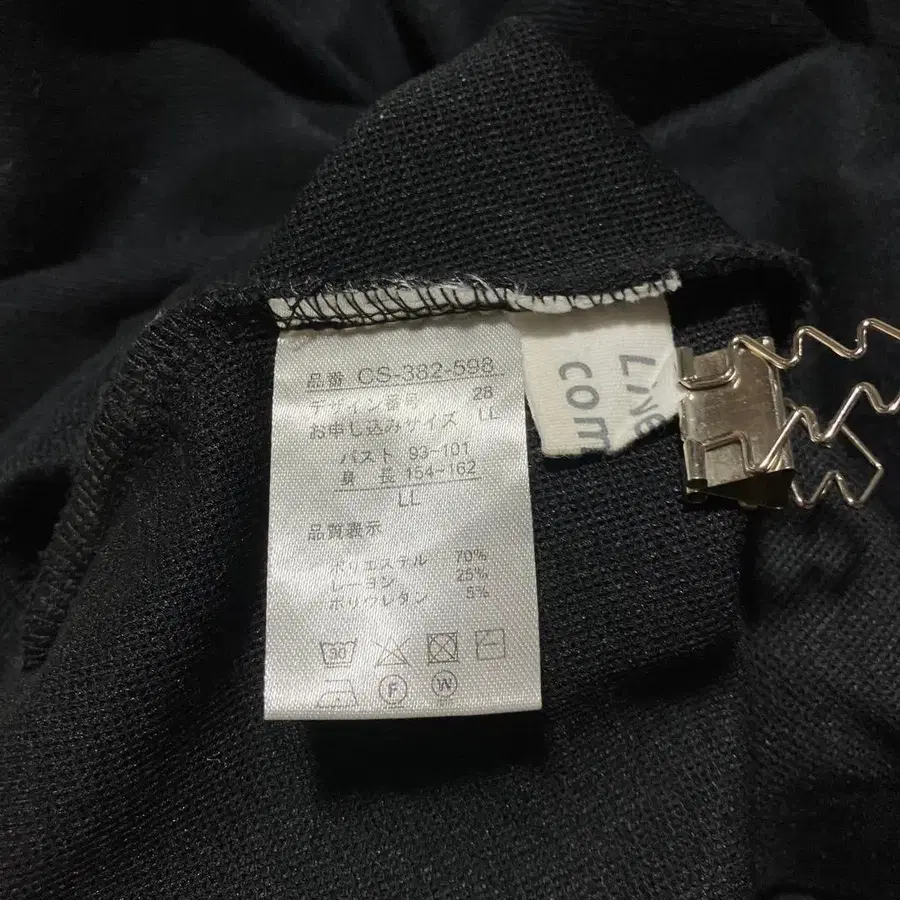 品番 CS-382-598
デザイン番号 28
お申し込みサイズ LL
バスト 93~101
身長 154~162
LL
品質表示
ポリエステル 70%
レーヨン 25%
ポリウレタン 5%
30
F
W
com